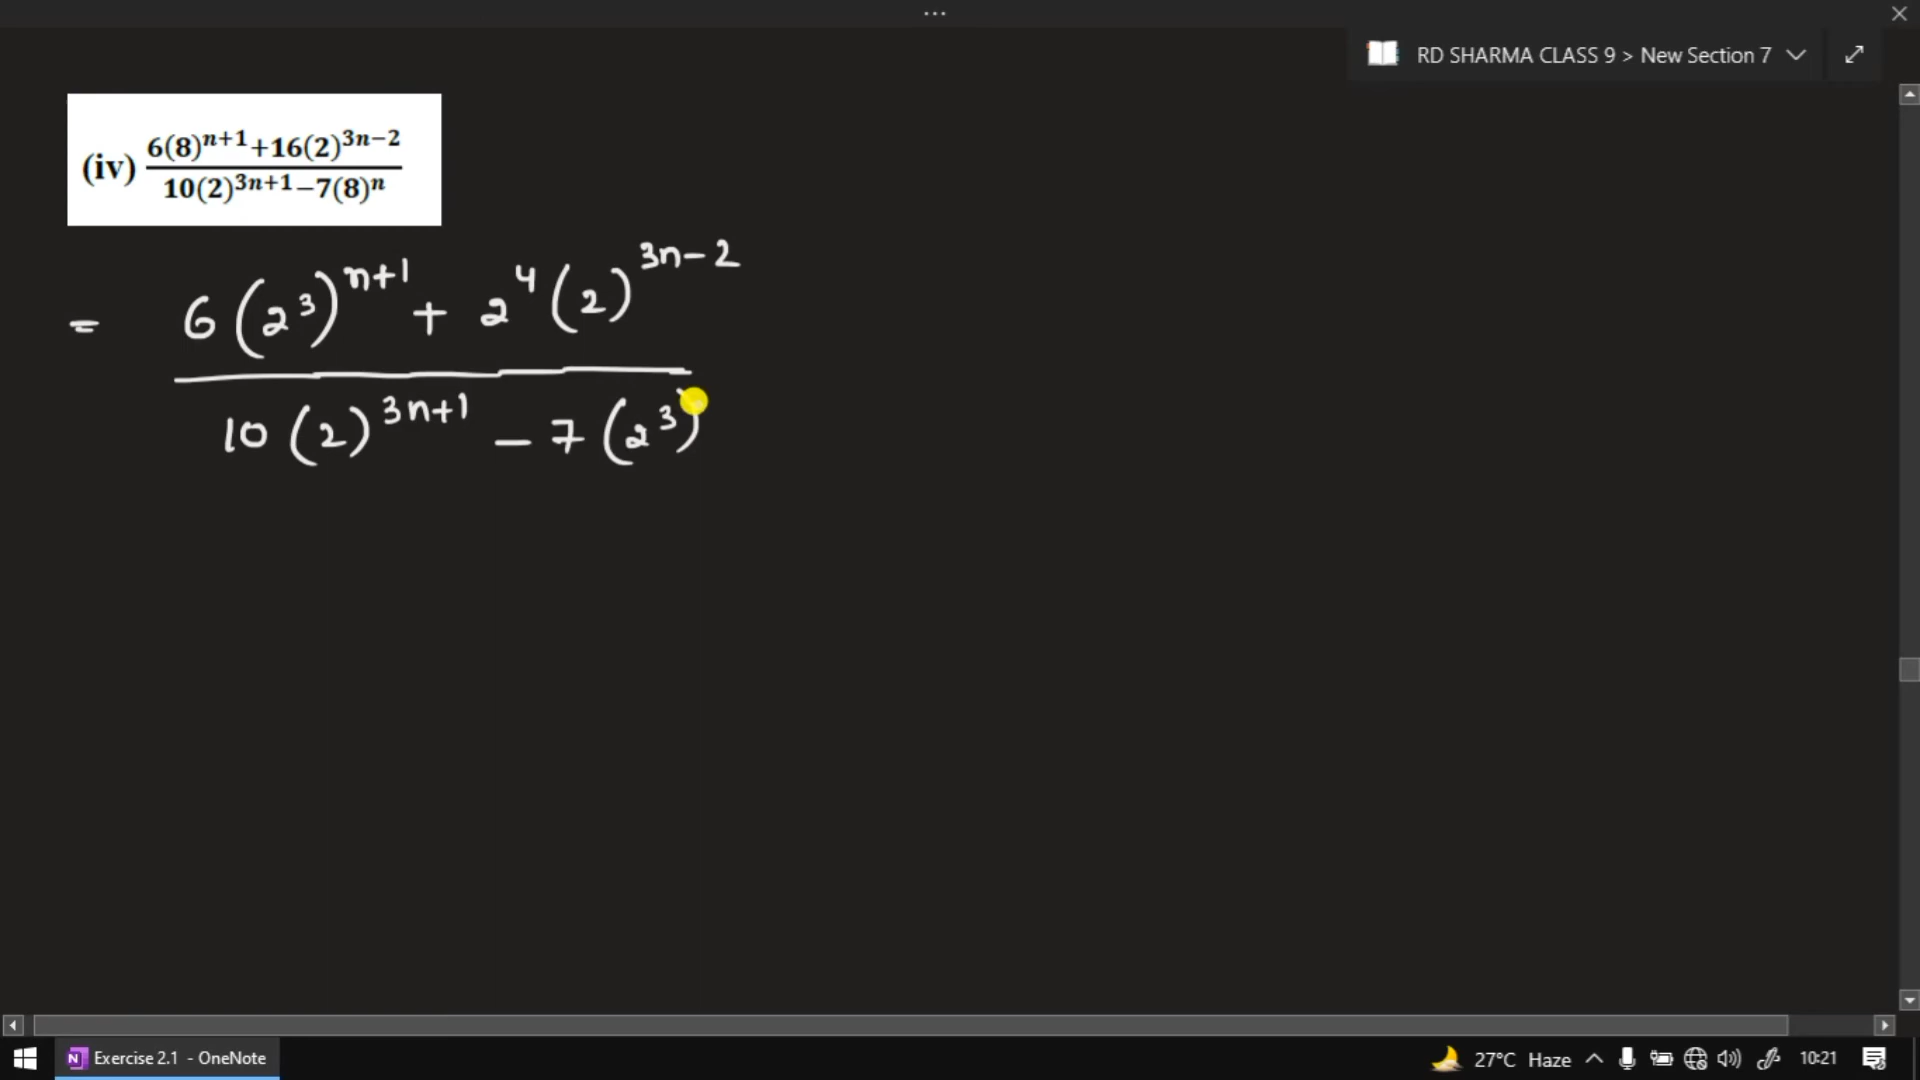 RD SHARMA CLASS 9 > New Section 7
(iv) 6(8)^{n+1}+16(2)^{3n−2}
10(2)^{3n+1}−7(8)^n
= 6(2^3)^{n+1} + 2^4(2)^{3n−2}
10(2)^{3n+1} − 7(2^3)
Exercise 2.1 - OneNote
27°C Haze
10:21